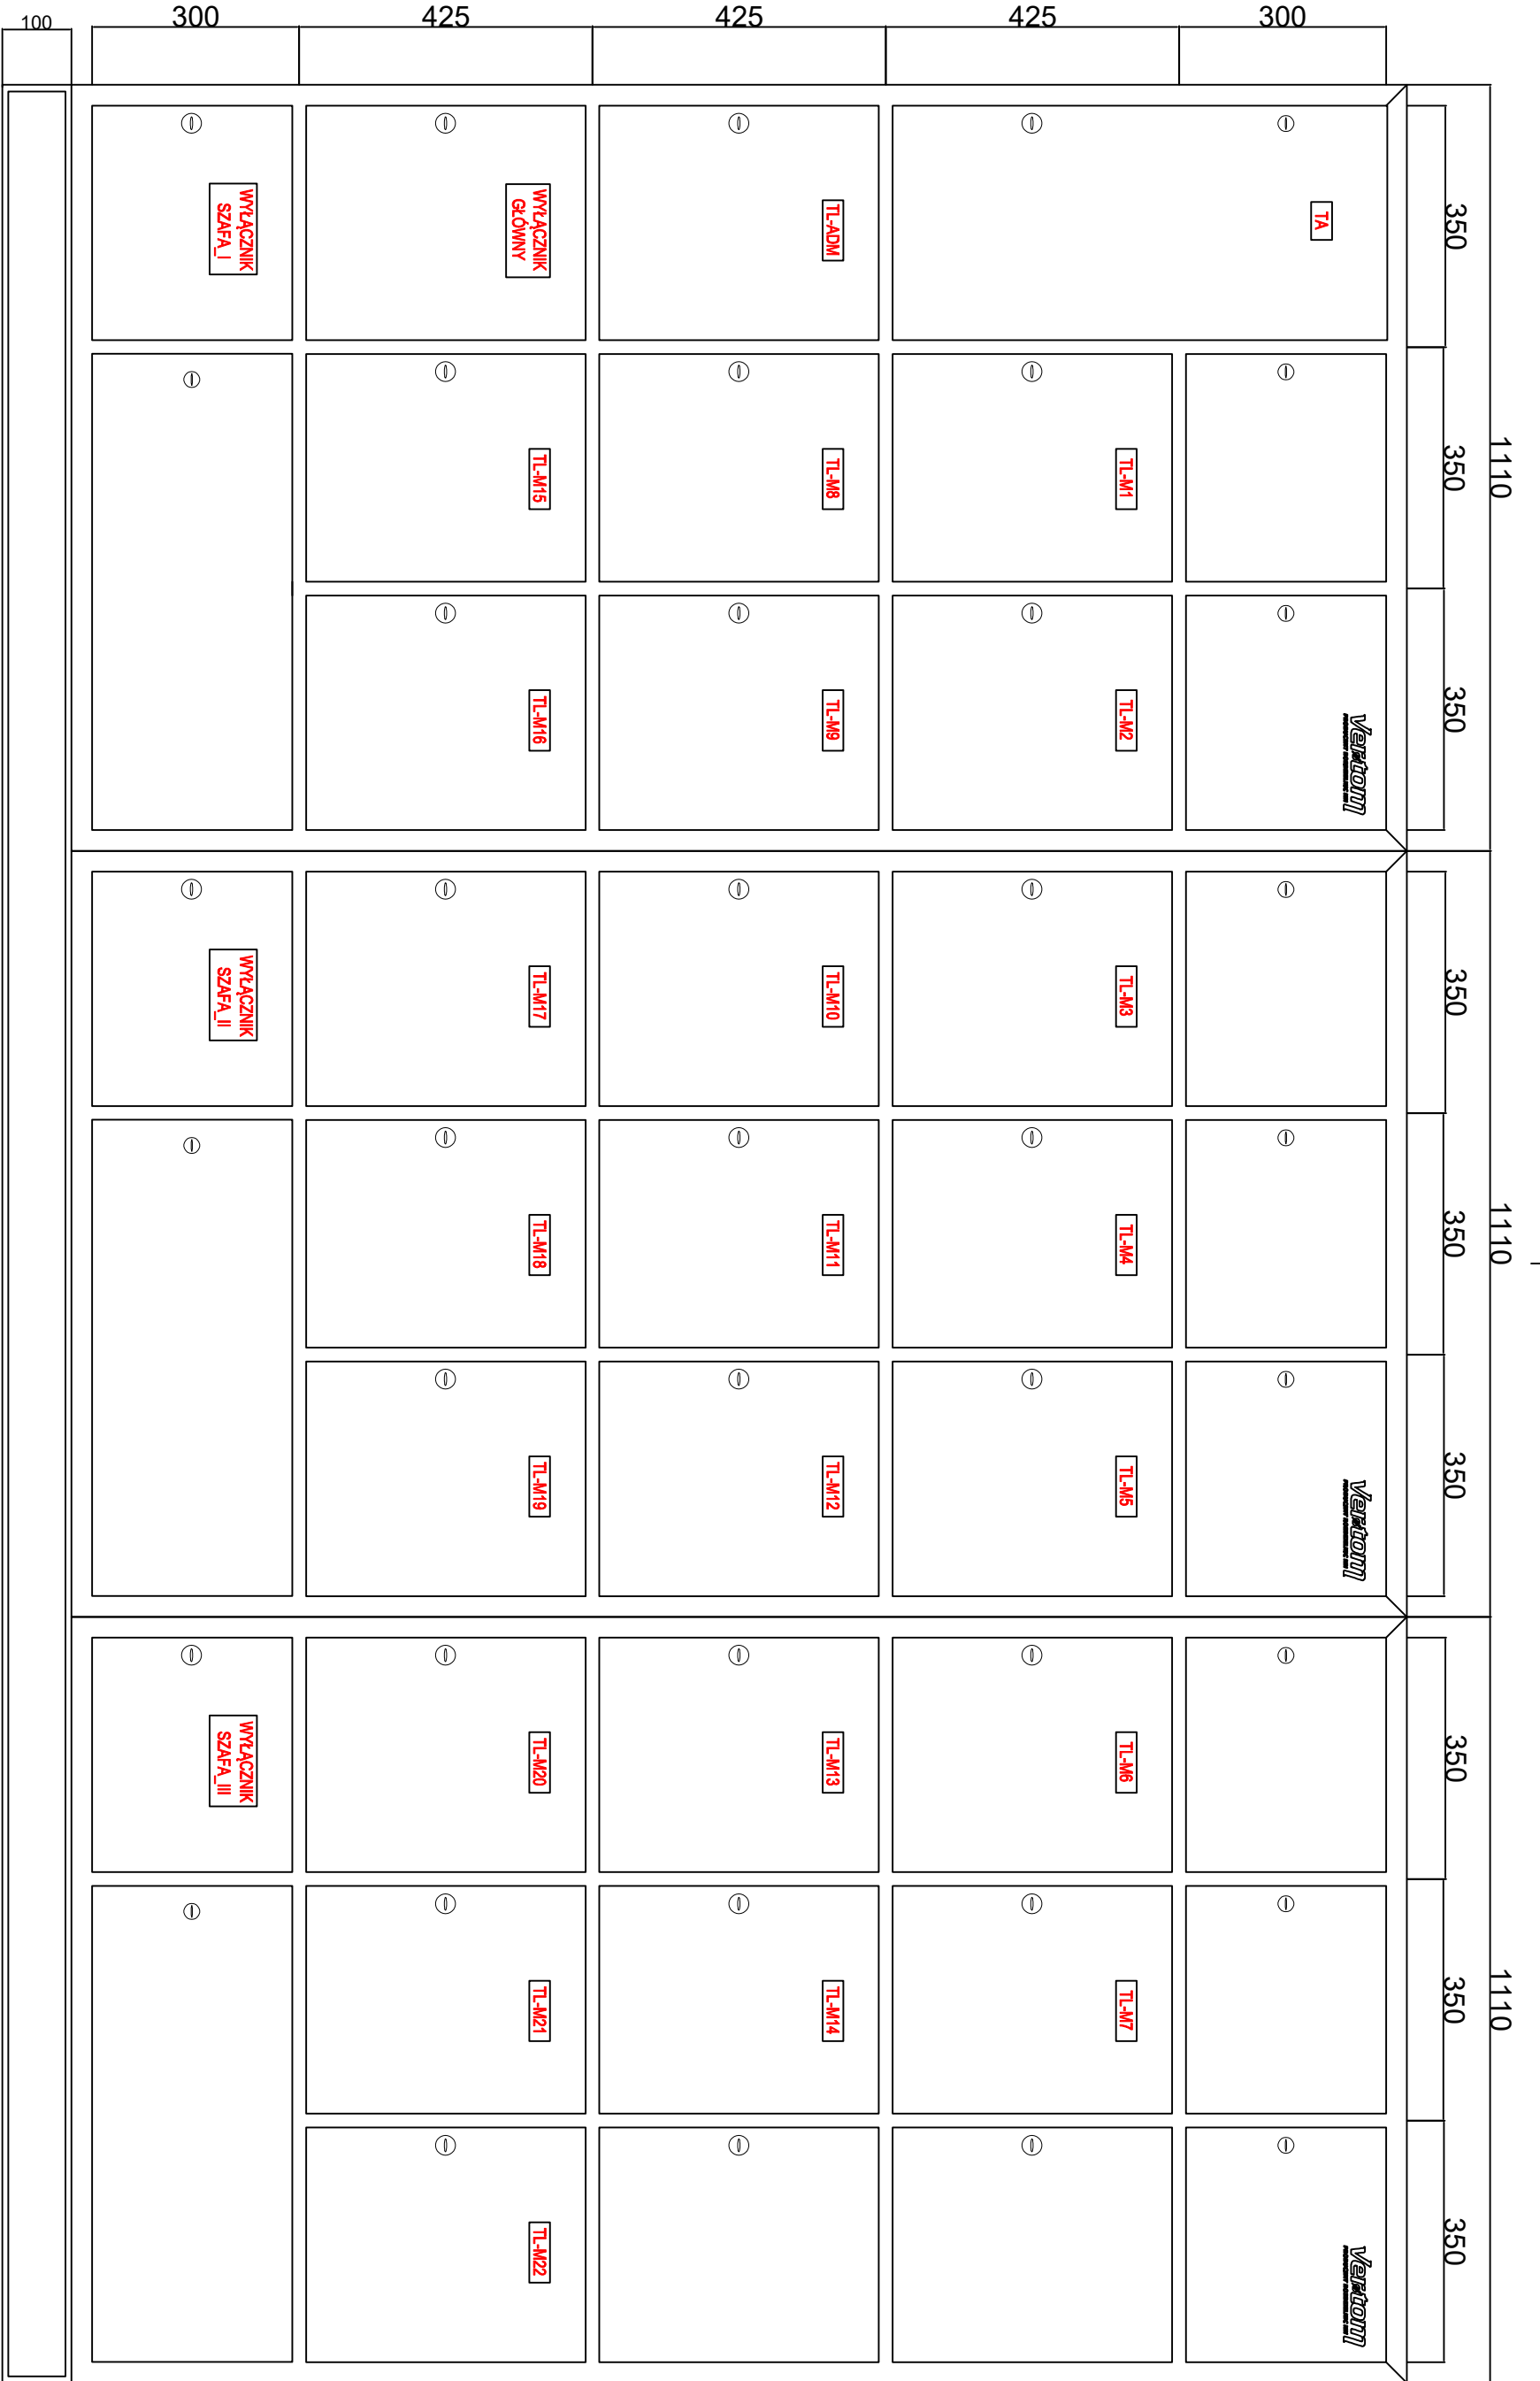 1110
1110
1110
350
350
350
350
350
350
350
350
350
300
425
425
425
300
100
TA
Veritom
Veritom
Veritom
TL-M1
TL-M2
TL-M3
TL-M4
TL-M5
TL-M6
TL-M7
TL-ADM
TL-M8
TL-M9
TL-M10
TL-M11
TL-M12
TL-M13
TL-M14
WYŁĄCZNIK
GŁÓWNY
TL-M15
TL-M16
TL-M17
TL-M18
TL-M19
TL-M20
TL-M21
TL-M22
WYŁĄCZNIK
SZAFA_I
WYŁĄCZNIK
SZAFA_II
WYŁĄCZNIK
SZAFA_III